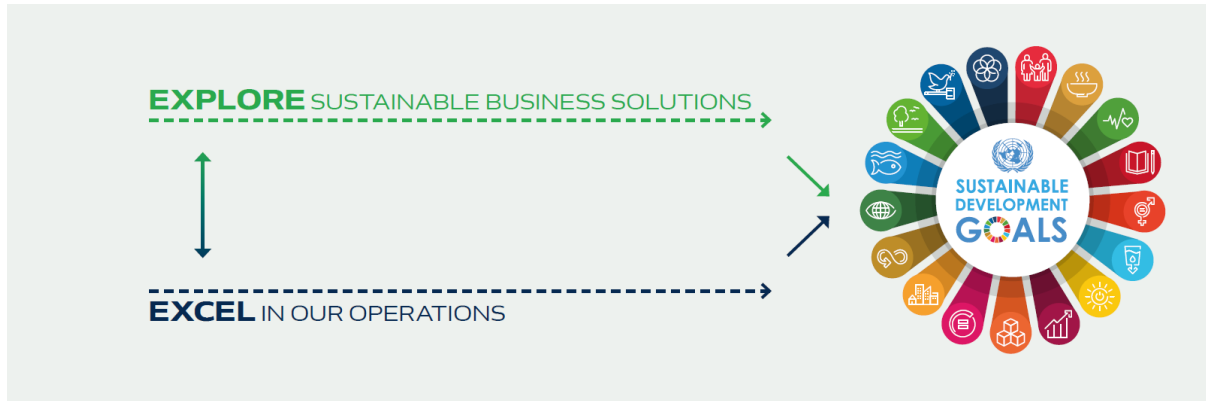 EXPLORE SUSTAINABLE BUSINESS SOLUTIONS
EXCEL IN OUR OPERATIONS
SUSTAINABLE
DEVELOPMENT
GOALS